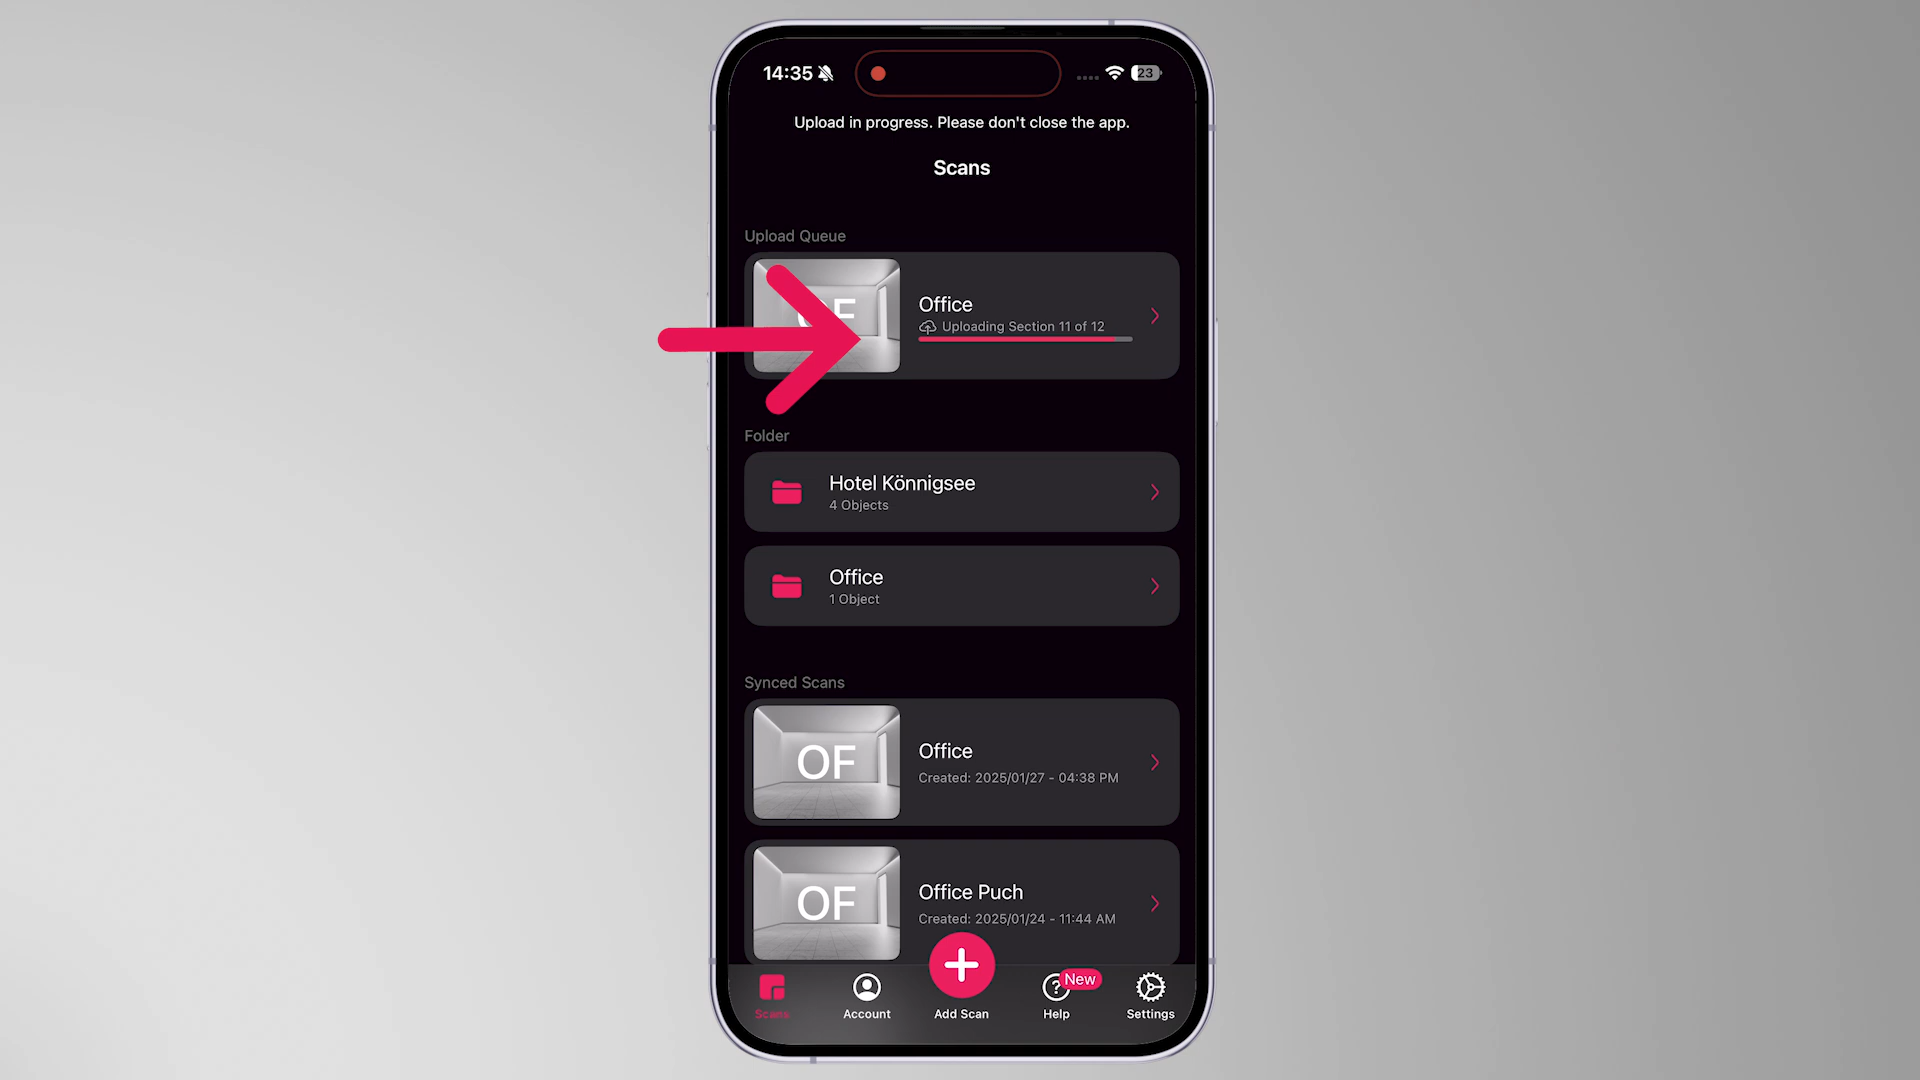 14:35
23
Upload in progress. Please don't close the app.
Scans
Upload Queue
Office
Uploading Section 11 of 12
Folder
Hotel Könnigsee
4 Objects
Office
1 Object
Synced Scans
OF
Office
Created: 2025/01/27 - 04:38 PM
OF
Office Puch
Created: 2025/01/24 - 11:44 AM
Scans
Account
Add Scan
?
New
Help
Settings